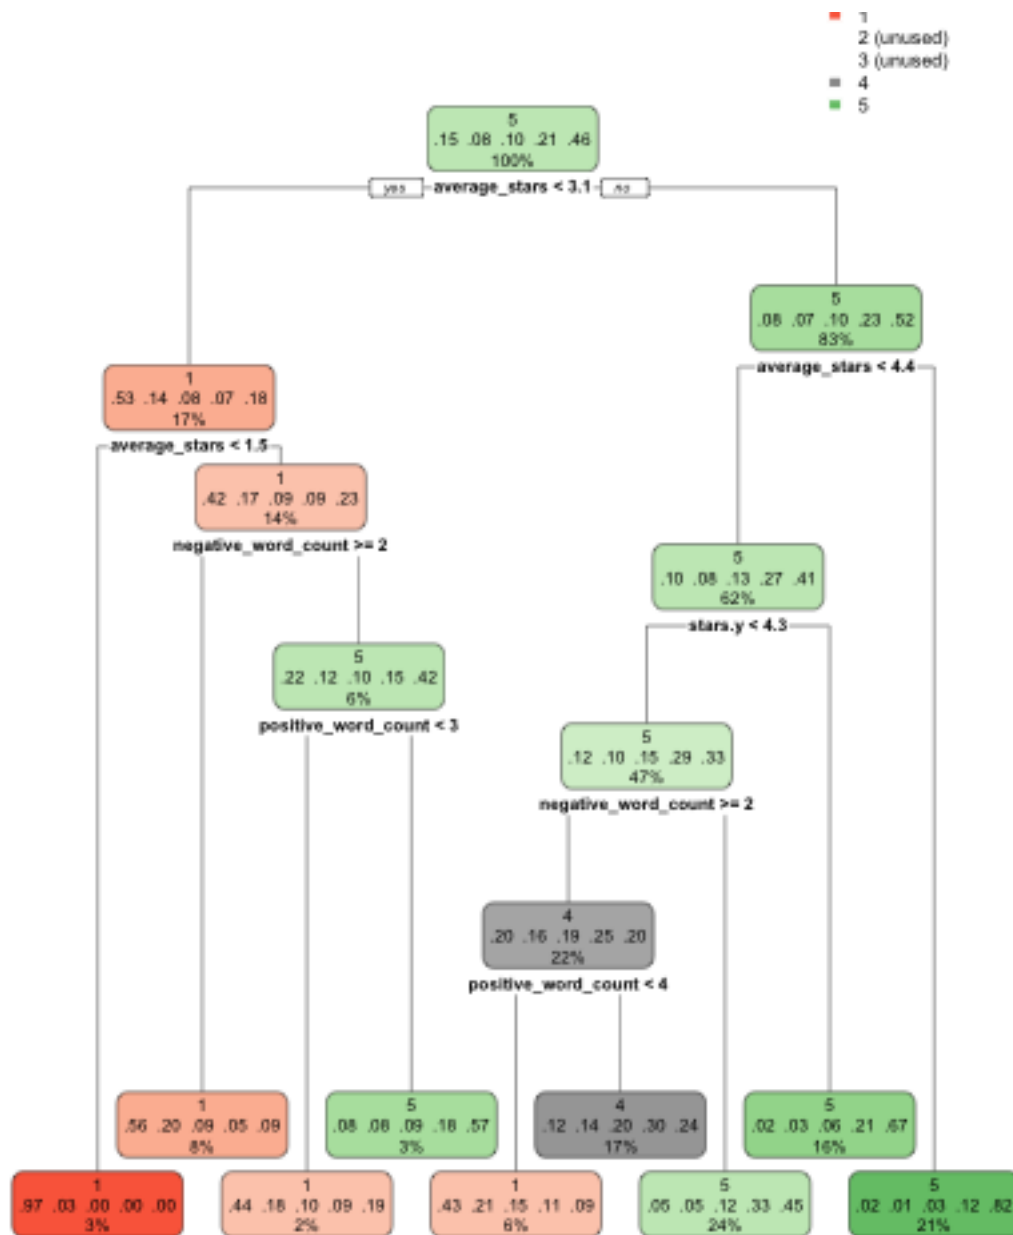 1
2 (unused)
3 (unused)
4
5
5
.15 .08 .10 .21 .46
100%
yes average_stars < 3.1 no
5
.08 .07 .10 .23 .52
83%
average_stars < 4.4
1
.53 .14 .08 .07 .18
17%
average_stars < 1.5
1
.42 .17 .09 .09 .23
14%
negative_word_count >= 2
5
.10 .08 .13 .27 .41
62%
stars.y < 4.3
5
.22 .12 .10 .15 .42
6%
positive_word_count < 3
5
.12 .10 .15 .29 .33
47%
negative_word_count >= 2
4
.20 .16 .19 .25 .20
22%
positive_word_count < 4
1
.56 .20 .09 .05 .09
8%
5
.08 .08 .09 .18 .57
3%
4
.12 .14 .20 .30 .24
17%
5
.02 .03 .06 .21 .67
16%
1
.97 .03 .00 .00 .00
3%
1
.44 .18 .10 .09 .19
2%
1
.43 .21 .15 .11 .09
6%
5
.05 .05 .12 .33 .45
24%
5
.02 .01 .03 .12 .82
21%